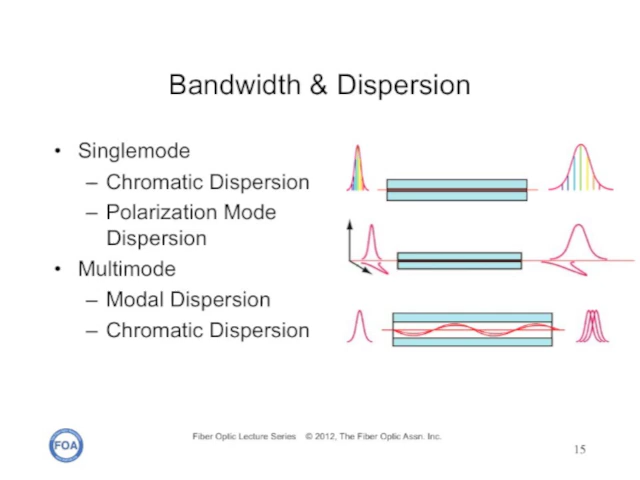 Bandwidth & Dispersion
• Singlemode
– Chromatic Dispersion
– Polarization Mode
Dispersion
• Multimode
– Modal Dispersion
– Chromatic Dispersion
Fiber Optic Lecture Series © 2012, The Fiber Optic Assn. Inc.
FOA
15